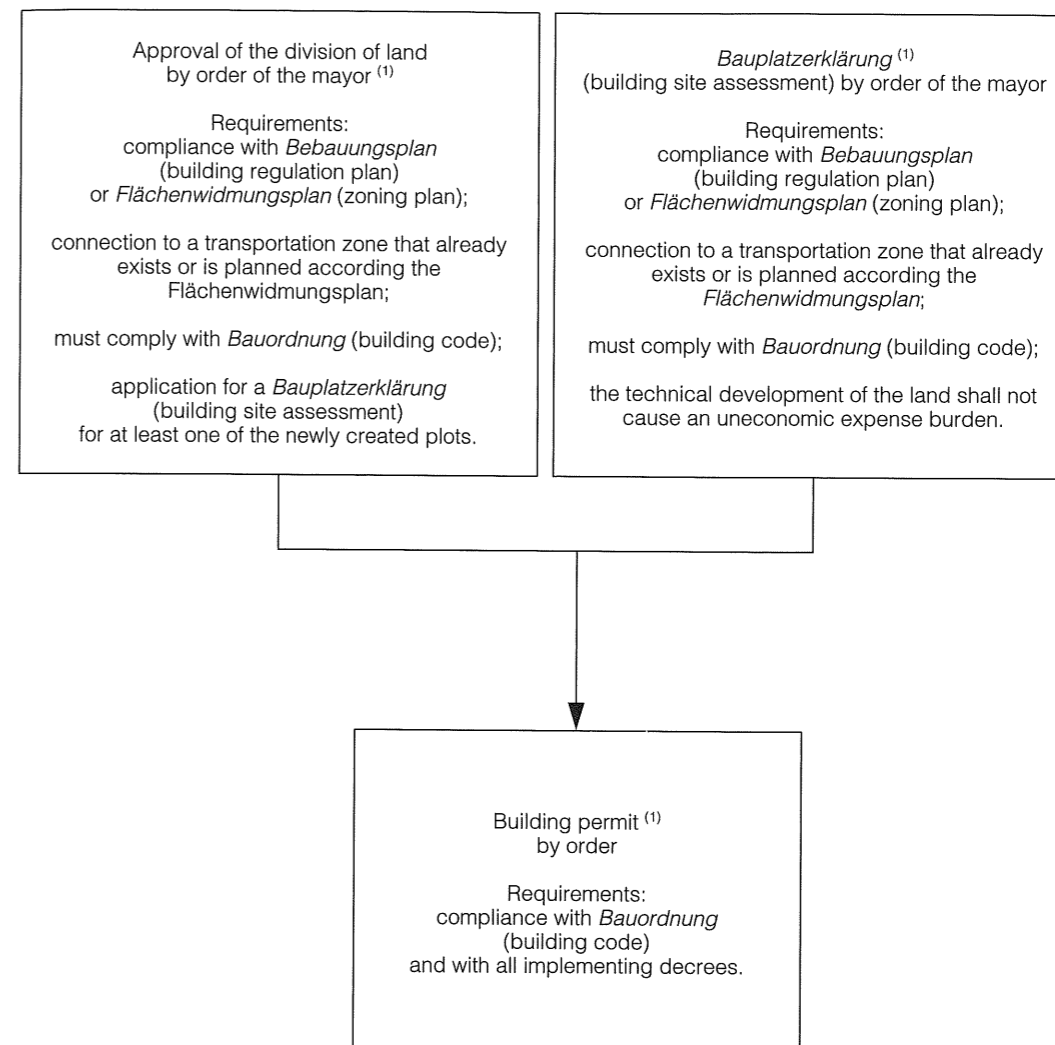 Approval of the division of land
by order of the mayor (1)
Requirements:
compliance with Bebauungsplan
(building regulation plan)
or Flächenwidmungsplan (zoning plan);
connection to a transportation zone that already
exists or is planned according the
Flächenwidmungsplan;
must comply with Bauordnung (building code);
application for a Bauplatzerklärung
(building site assessment)
for at least one of the newly created plots.
Bauplatzerklärung (1)
(building site assessment) by order of the mayor
Requirements:
compliance with Bebauungsplan
(building regulation plan)
or Flächenwidmungsplan (zoning plan);
connection to a transportation zone that already
exists or is planned according the
Flächenwidmungsplan;
must comply with Bauordnung (building code);
the technical development of the land shall not
cause an uneconomic expense burden.
Building permit (1)
by order
Requirements:
compliance with Bauordnung
(building code)
and with all implementing decrees.